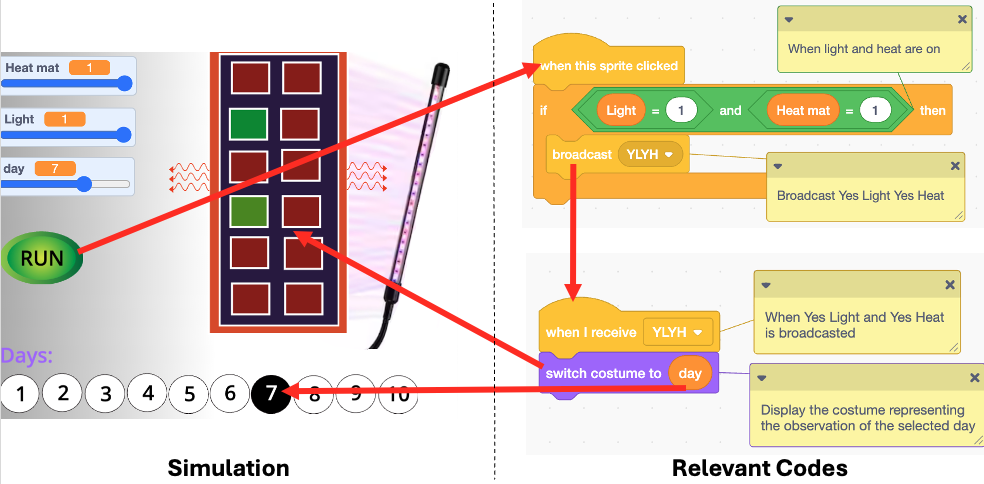 Heat mat 1
Light 1
day 7
RUN
Days:
1 2 3 4 5 6 7 8 9 10
Simulation
when this sprite clicked
if Light = 1 and Heat mat = 1 then
broadcast YLYH
When light and heat are on
Broadcast Yes Light Yes Heat
when I receive YLYH
switch costume to day
When Yes Light and Yes Heat
is broadcasted
Display the costume representing
the observation of the selected day
Relevant Codes